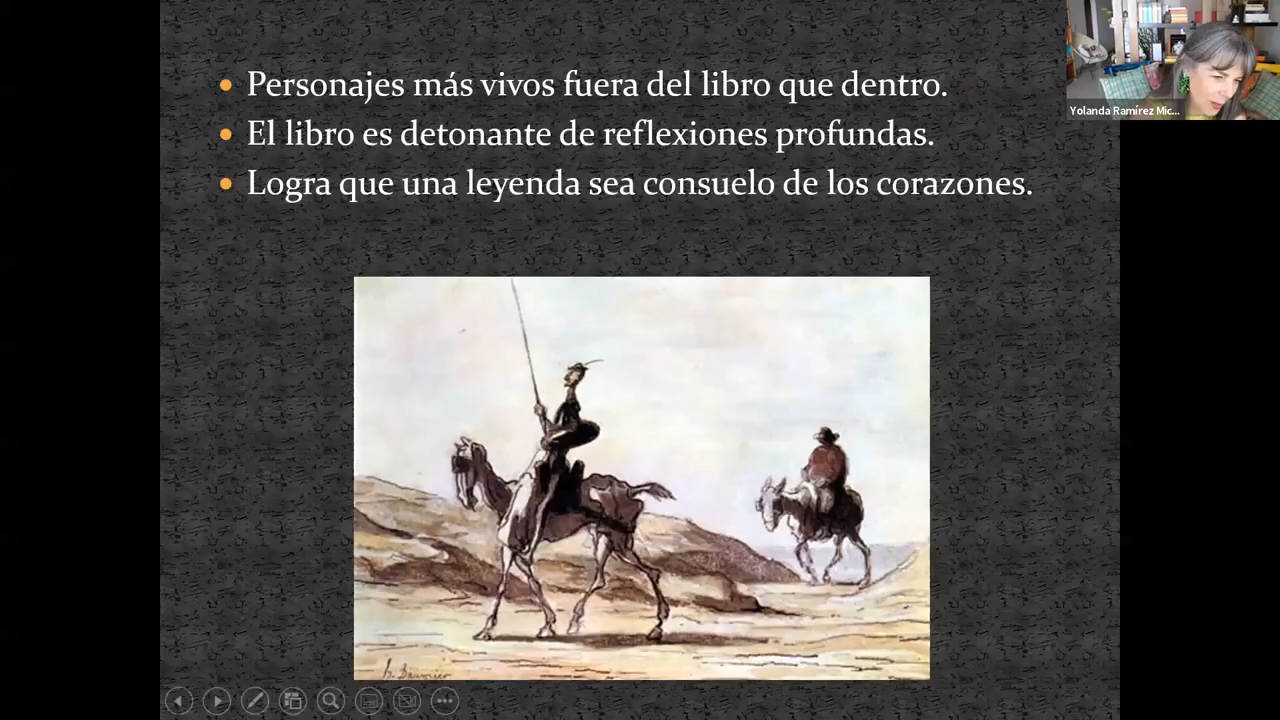 Personajes más vivos fuera del libro que dentro.
El libro es detonante de reflexiones profundas.
Logra que una leyenda sea consuelo de los corazones.
Yolanda Ramírez Mic...
h. Daumier